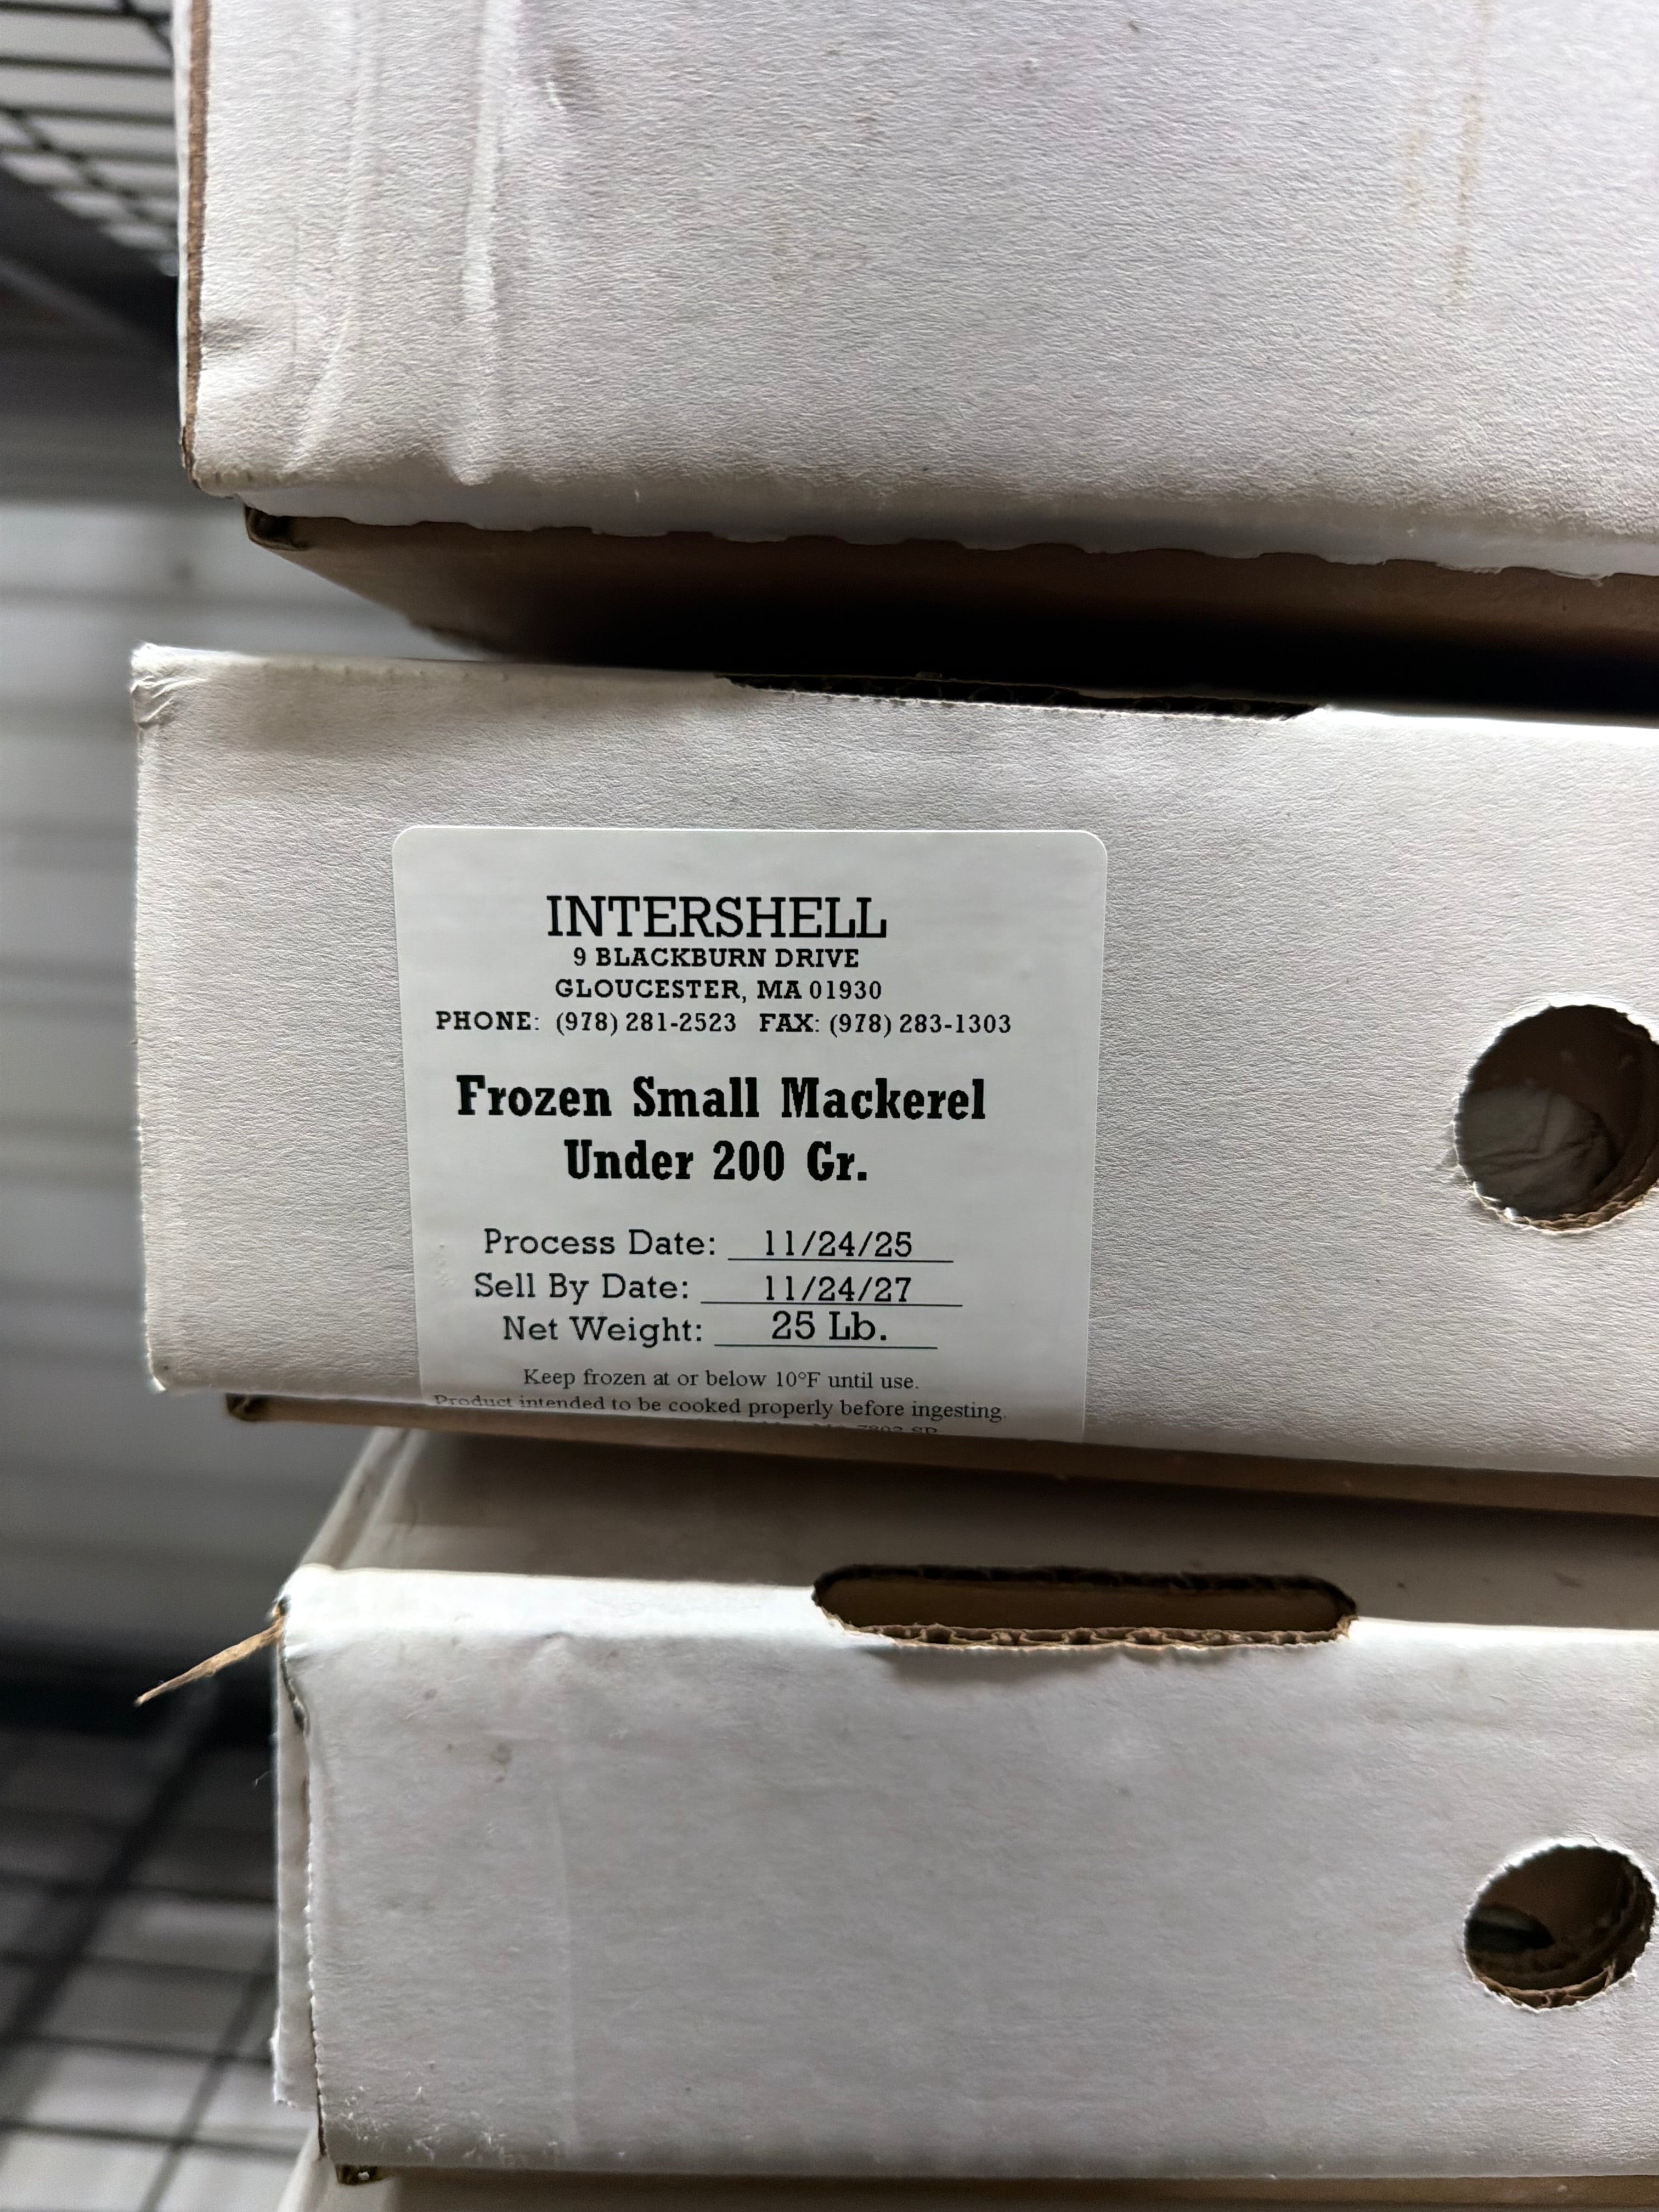 INTERSHELL
9 BLACKBURN DRIVE
GLOUCESTER, MA 01930
PHONE: (978) 281-2523 FAX: (978) 283-1303
Frozen Small Mackerel
Under 200 Gr.
Process Date: 11/24/25
Sell By Date: 11/24/27
Net Weight: 25 Lb.
Keep frozen at or below 10°F until use.
Product intended to be cooked properly before ingesting.